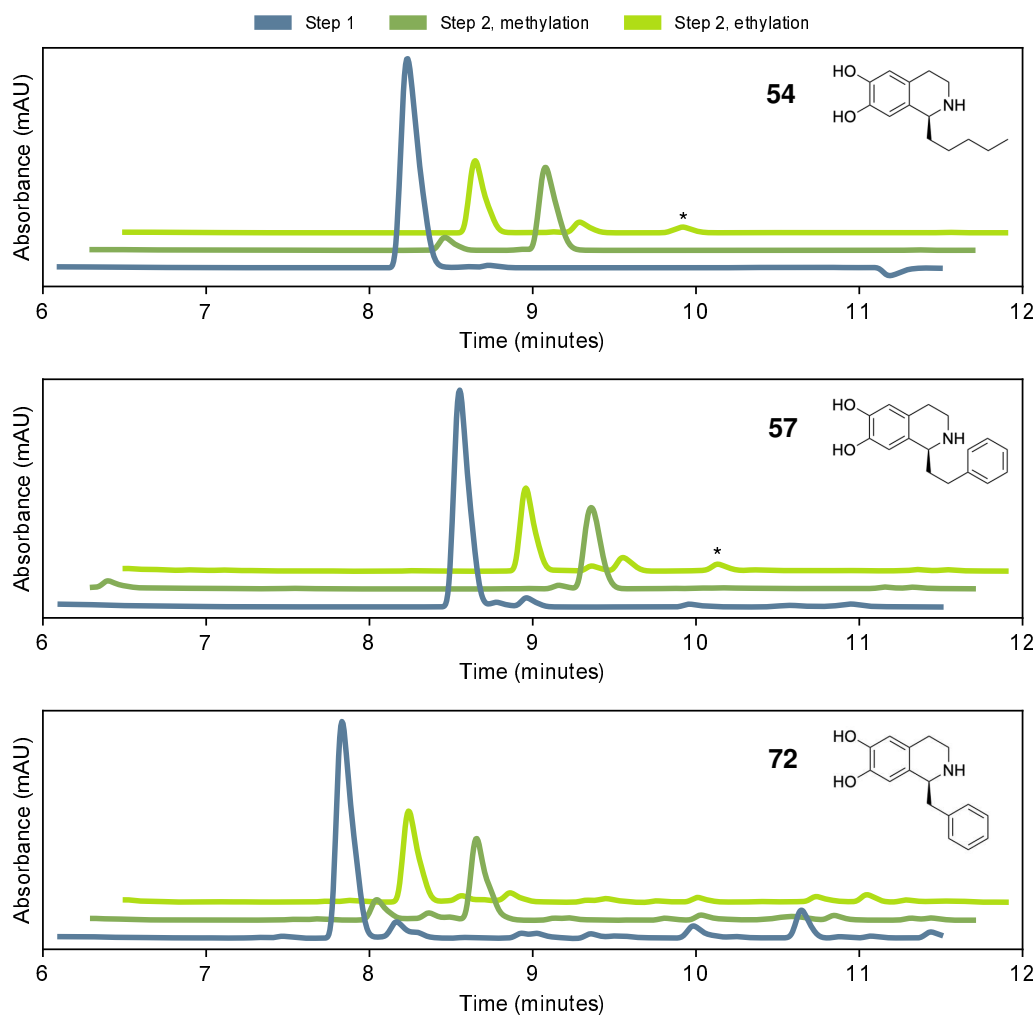 Step 1 Step 2, methylation Step 2, ethylation
Absorbance (mAU)
54
HO
HO
NH
*
6 7 8 9 10 11 12
Time (minutes)
Absorbance (mAU)
57
HO
HO
NH
*
6 7 8 9 10 11 12
Time (minutes)
Absorbance (mAU)
72
HO
HO
NH
6 7 8 9 10 11 12
Time (minutes)